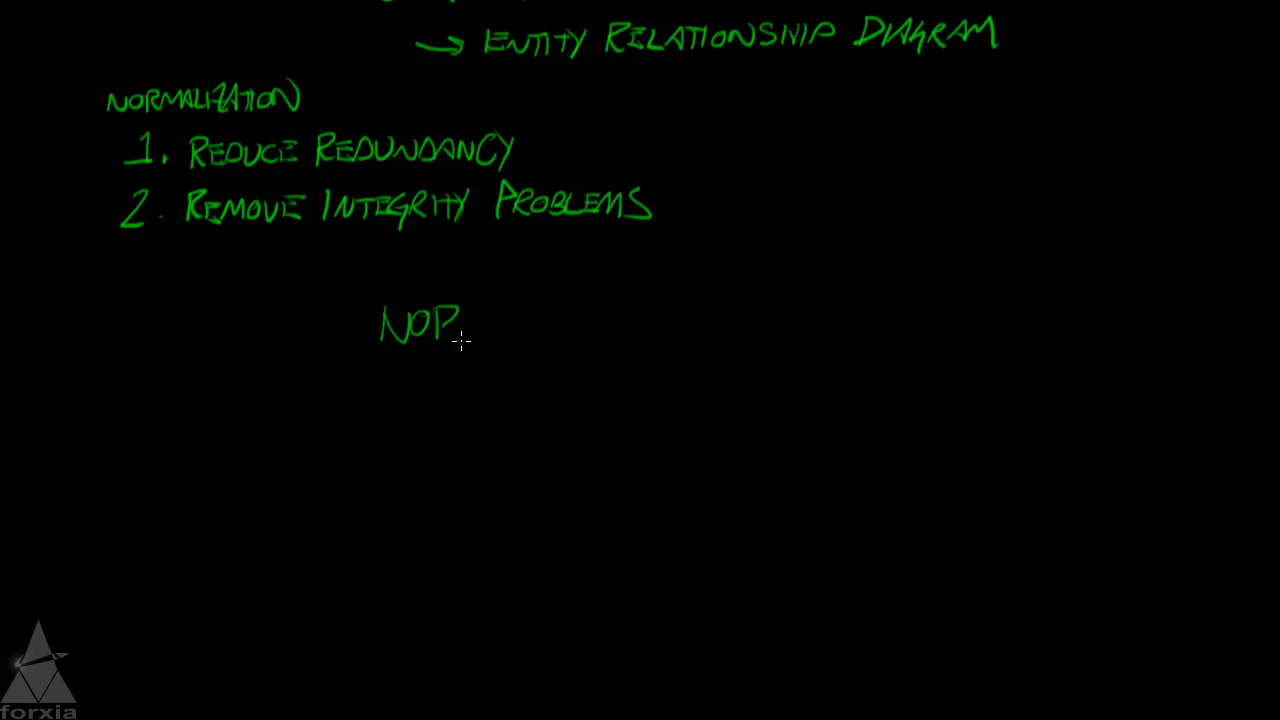 → ENTITY RELATIONSHIP DIAGRAM
NORMALIZATION
1. REDUCE REDUNDANCY
2. REMOVE INTEGRITY PROBLEMS
NOP
forxia